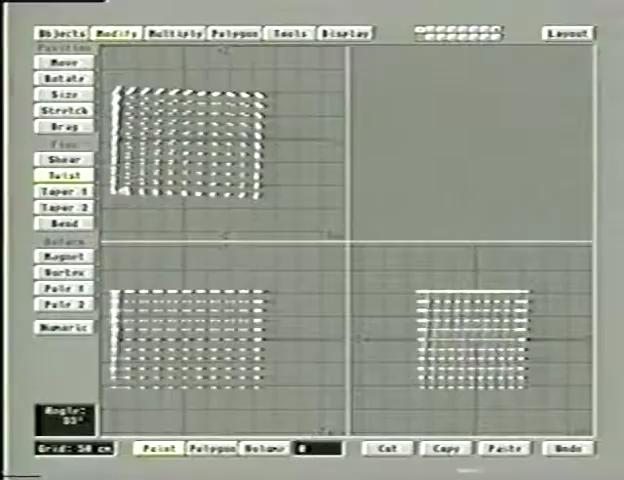 Objects Modify Multiply Polygon Tools Display Layout
Position
Move
Rotate
Size
Stretch
Drag
Shear
Twist
Taper 1
Taper 2
Bend
Deform
Magnet
Vortex
Pole 1
Pole 2
Numeric
Angle:
Grid: 50 cm Point Polygon Volume 0 Cut Copy Paste Undo